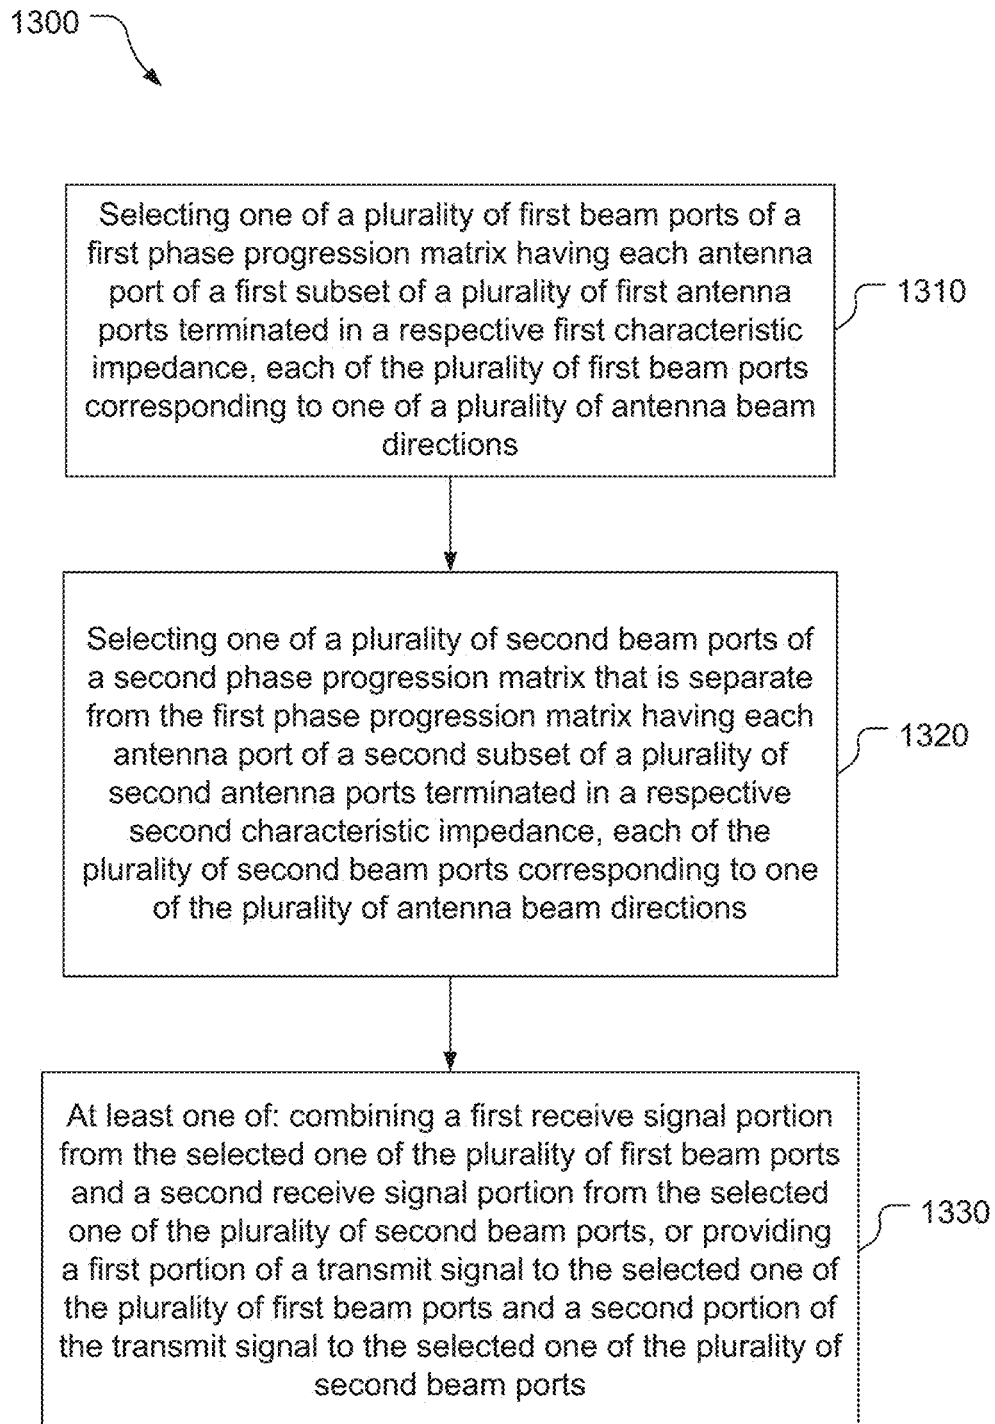 1300
Selecting one of a plurality of first beam ports of a
first phase progression matrix having each antenna
port of a first subset of a plurality of first antenna
ports terminated in a respective first characteristic
impedance, each of the plurality of first beam ports
corresponding to one of a plurality of antenna beam
directions
1310
Selecting one of a plurality of second beam ports of
a second phase progression matrix that is separate
from the first phase progression matrix having each
antenna port of a second subset of a plurality of
second antenna ports terminated in a respective
second characteristic impedance, each of the
plurality of second beam ports corresponding to one
of the plurality of antenna beam directions
1320
At least one of: combining a first receive signal portion
from the selected one of the plurality of first beam ports
and a second receive signal portion from the selected
one of the plurality of second beam ports, or providing
a first portion of a transmit signal to the selected one of
the plurality of first beam ports and a second portion of
the transmit signal to the selected one of the plurality of
second beam ports
1330